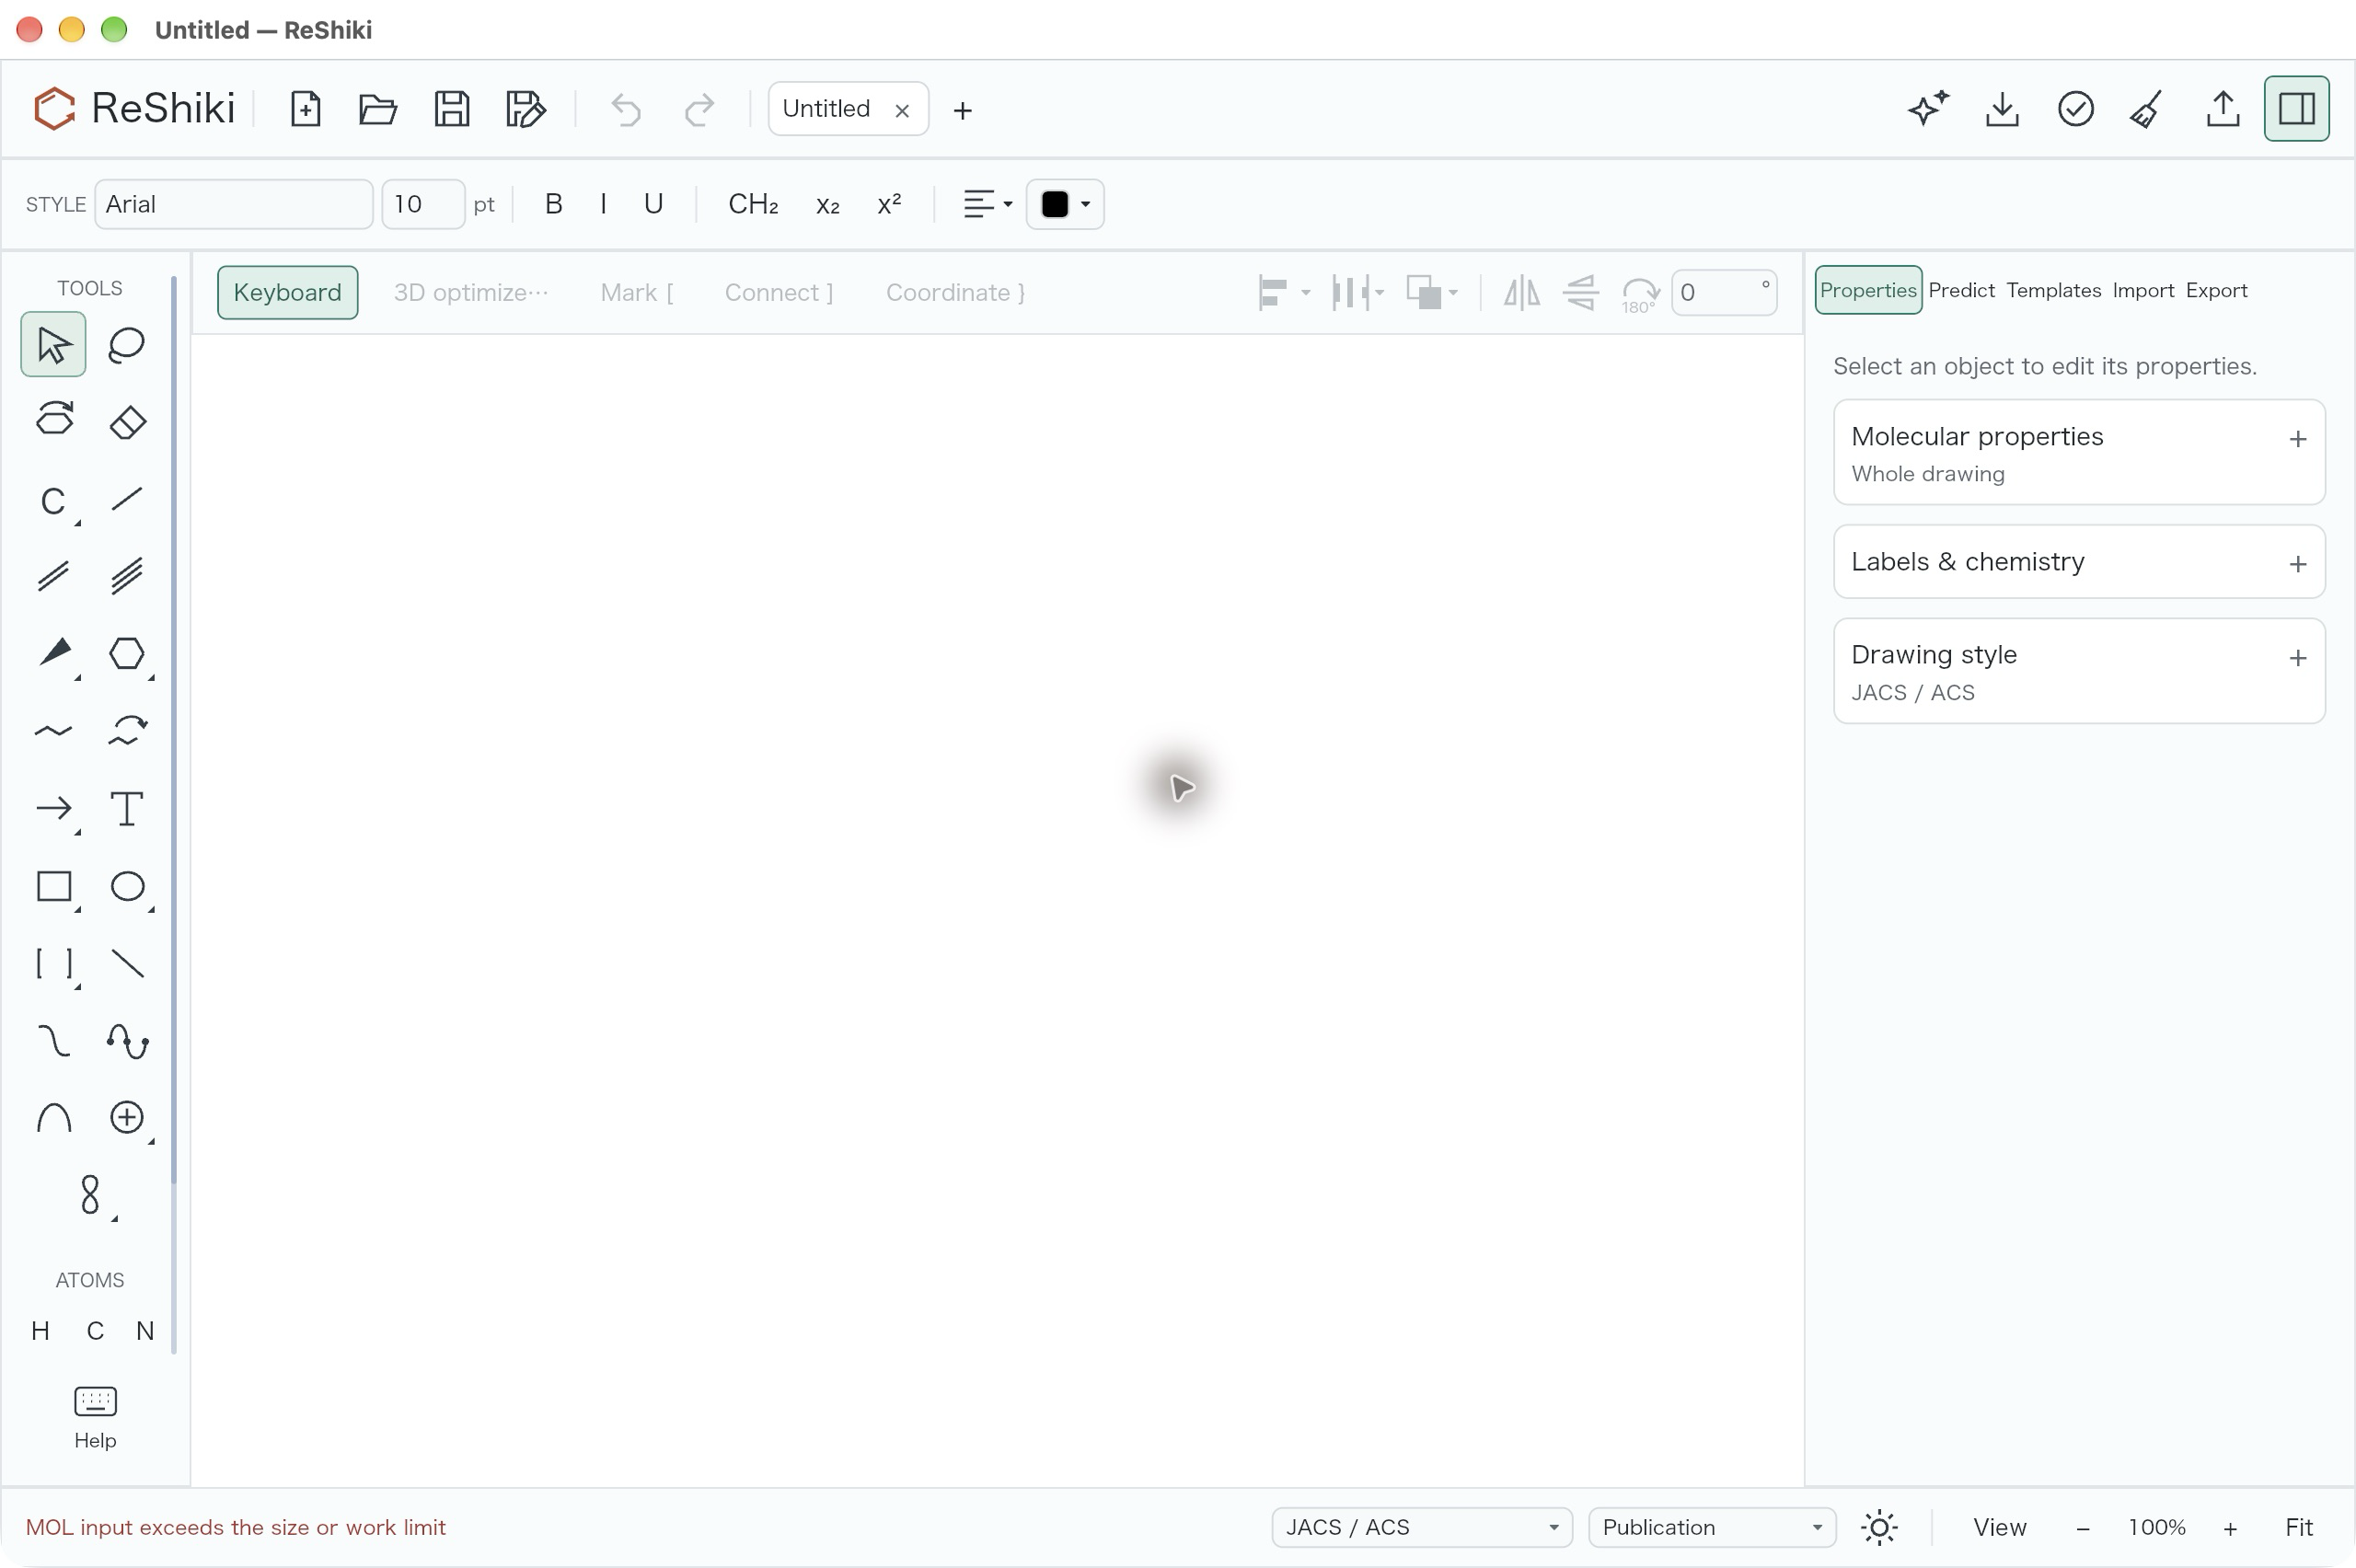 Untitled — ReShiki
ReShiki
Untitled × +
STYLE Arial 10 pt B I U CH₂ x₂ x²
TOOLS
Keyboard 3D optimize… Mark [ Connect ] Coordinate } 180° 0 °
Properties Predict Templates Import Export
Select an object to edit its properties.
Molecular properties +
Whole drawing
Labels & chemistry +
Drawing style +
JACS / ACS
C
T
[ ]
ATOMS
H C N
Help
MOL input exceeds the size or work limit
JACS / ACS Publication View − 100% + Fit